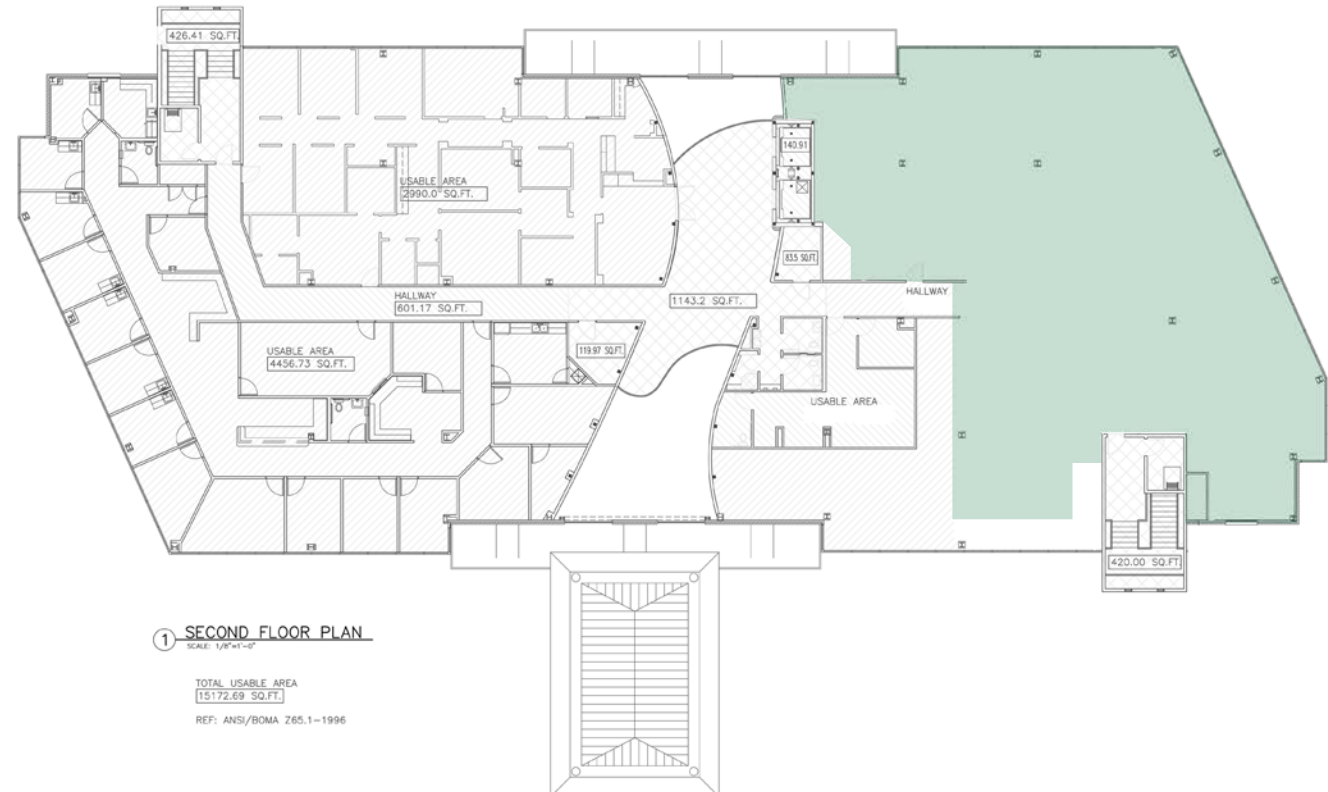 426.41 SQ.FT.
140.91
USABLE AREA
2990.0 SQ.FT.
83.5 SQ.FT.
HALLWAY
HALLWAY
601.17 SQ.FT.
1143.2 SQ.FT.
119.97 SQ.FT.
USABLE AREA
4456.73 SQ.FT.
USABLE AREA
420.00 SQ.FT.
1 SECOND FLOOR PLAN
SCALE: 1/8"=1'-0"
TOTAL USABLE AREA
15172.69 SQ.FT.
REF: ANSI/BOMA Z65.1-1996